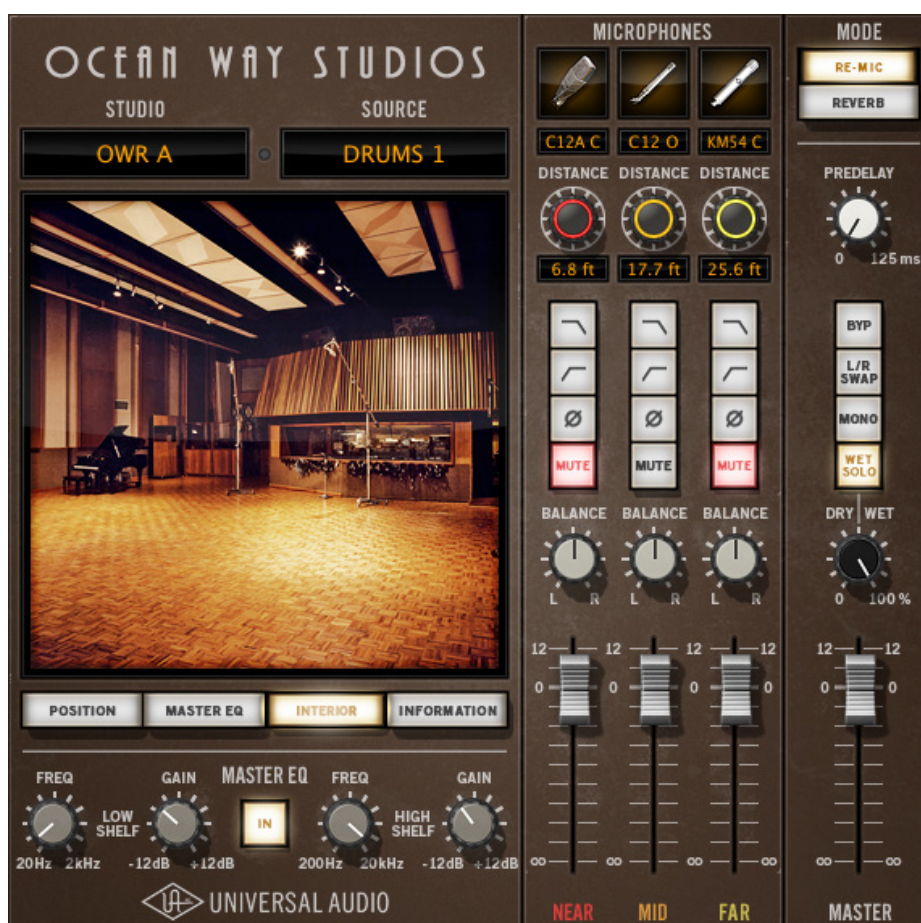 OCEAN WAY STUDIOS
STUDIO SOURCE
OWR A DRUMS 1
POSITION MASTER EQ INTERIOR INFORMATION
MASTER EQ
FREQ GAIN FREQ GAIN
LOW SHELF IN HIGH SHELF
20Hz 2kHz -12dB +12dB 200Hz 20kHz -12dB +12dB
UA UNIVERSAL AUDIO
MICROPHONES
C12A C C12 O KM54 C
DISTANCE DISTANCE DISTANCE
6.8 ft 17.7 ft 25.6 ft
Ø Ø Ø
MUTE MUTE MUTE
BALANCE BALANCE BALANCE
L R L R L R
12 12 12 12
0 0 0 0
∞ ∞ ∞ ∞
NEAR MID FAR
MODE
RE-MIC
REVERB
PREDELAY
0 125 ms
BYP
L/R
SWAP
MONO
WET
SOLO
DRY WET
0 100%
12 12
0 0
∞ ∞
MASTER